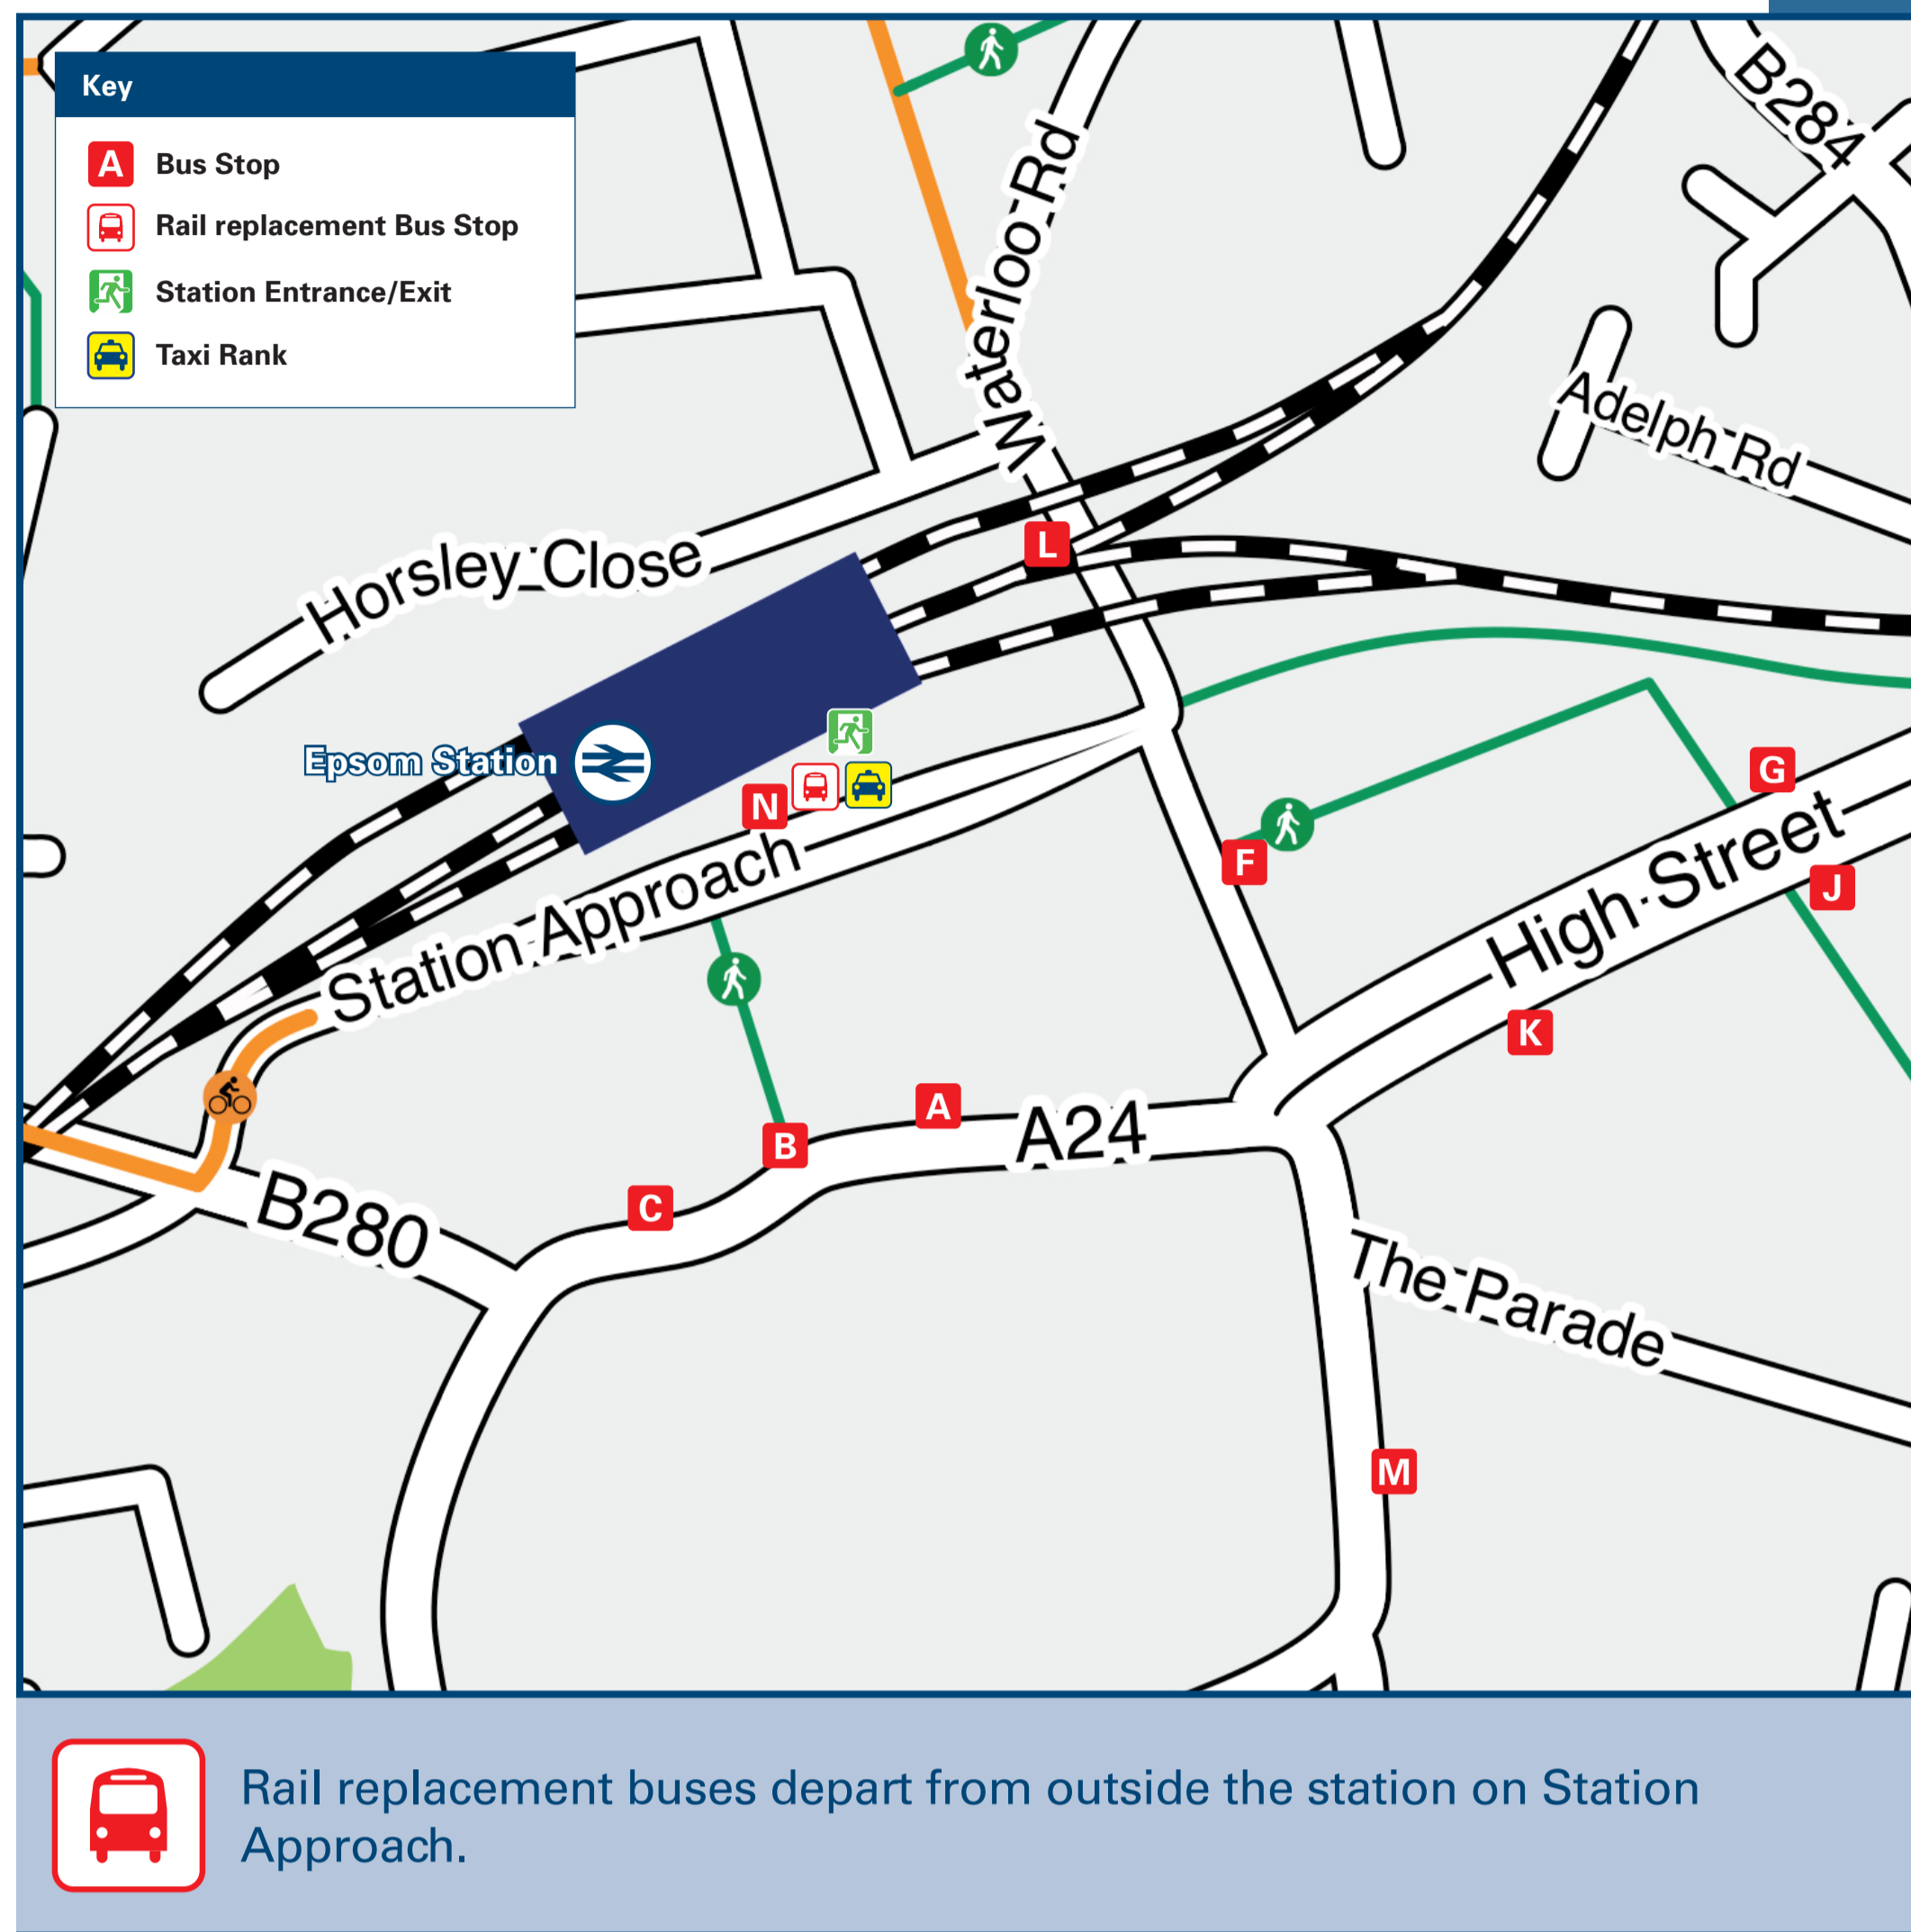 Key
A Bus Stop
Rail replacement Bus Stop
Station Entrance/Exit
Taxi Rank
B284
Waterloo Rd
Adelph Rd
Horsley Close
L
Epsom Station
G
N
Station Approach
F
High Street
J
K
A
A24
B
C
B280
The Parade
M
Rail replacement buses depart from outside the station on Station
Approach.